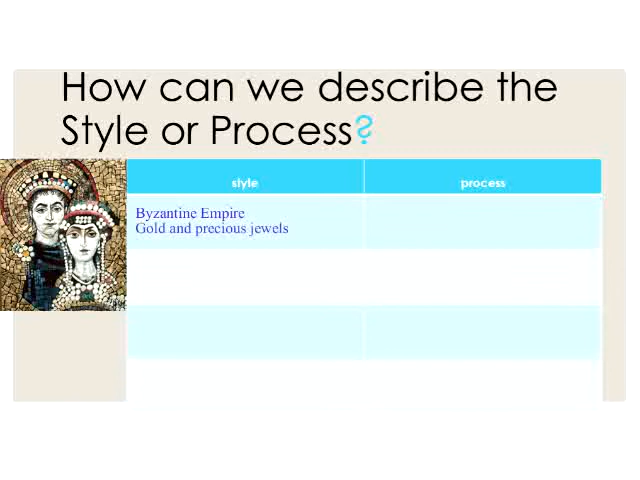 How can we describe the
Style or Process?
style
process
Byzantine Empire
Gold and precious jewels